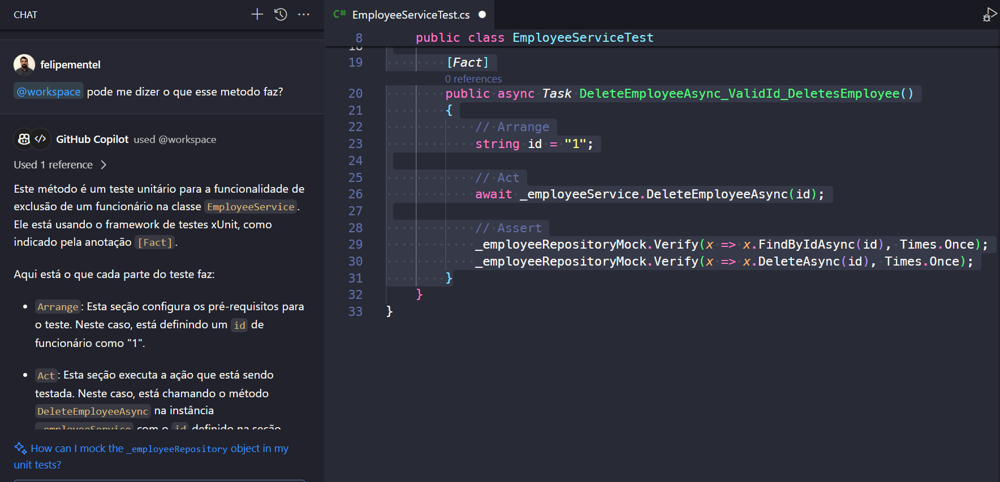 CHAT
felipementel
@workspace pode me dizer o que esse metodo faz?
GitHub Copilot used @workspace
Used 1 reference
Este método é um teste unitário para a funcionalidade de
exclusão de um funcionário na classe EmployeeService.
Ele está usando o framework de testes xUnit, como
indicado pela anotação [Fact].
Aqui está o que cada parte do teste faz:
• Arrange: Esta seção configura os pré-requisitos para
o teste. Neste caso, está definindo um id de
funcionário como "1".
• Act: Esta seção executa a ação que está sendo
testada. Neste caso, está chamando o método
DeleteEmployeeAsync na instância
_employeeService com o id definido na seção
How can I mock the _employeeRepository object in my
unit tests?
C# EmployeeServiceTest.cs
8 public class EmployeeServiceTest
18
19 [Fact]
0 references
20 public async Task DeleteEmployeeAsync_ValidId_DeletesEmployee()
21 {
22 // Arrange
23 string id = "1";
24
25 // Act
26 await _employeeService.DeleteEmployeeAsync(id);
27
28 // Assert
29 _employeeRepositoryMock.Verify(x => x.FindByIdAsync(id), Times.Once);
30 _employeeRepositoryMock.Verify(x => x.DeleteAsync(id), Times.Once);
31 }
32 }
33 }